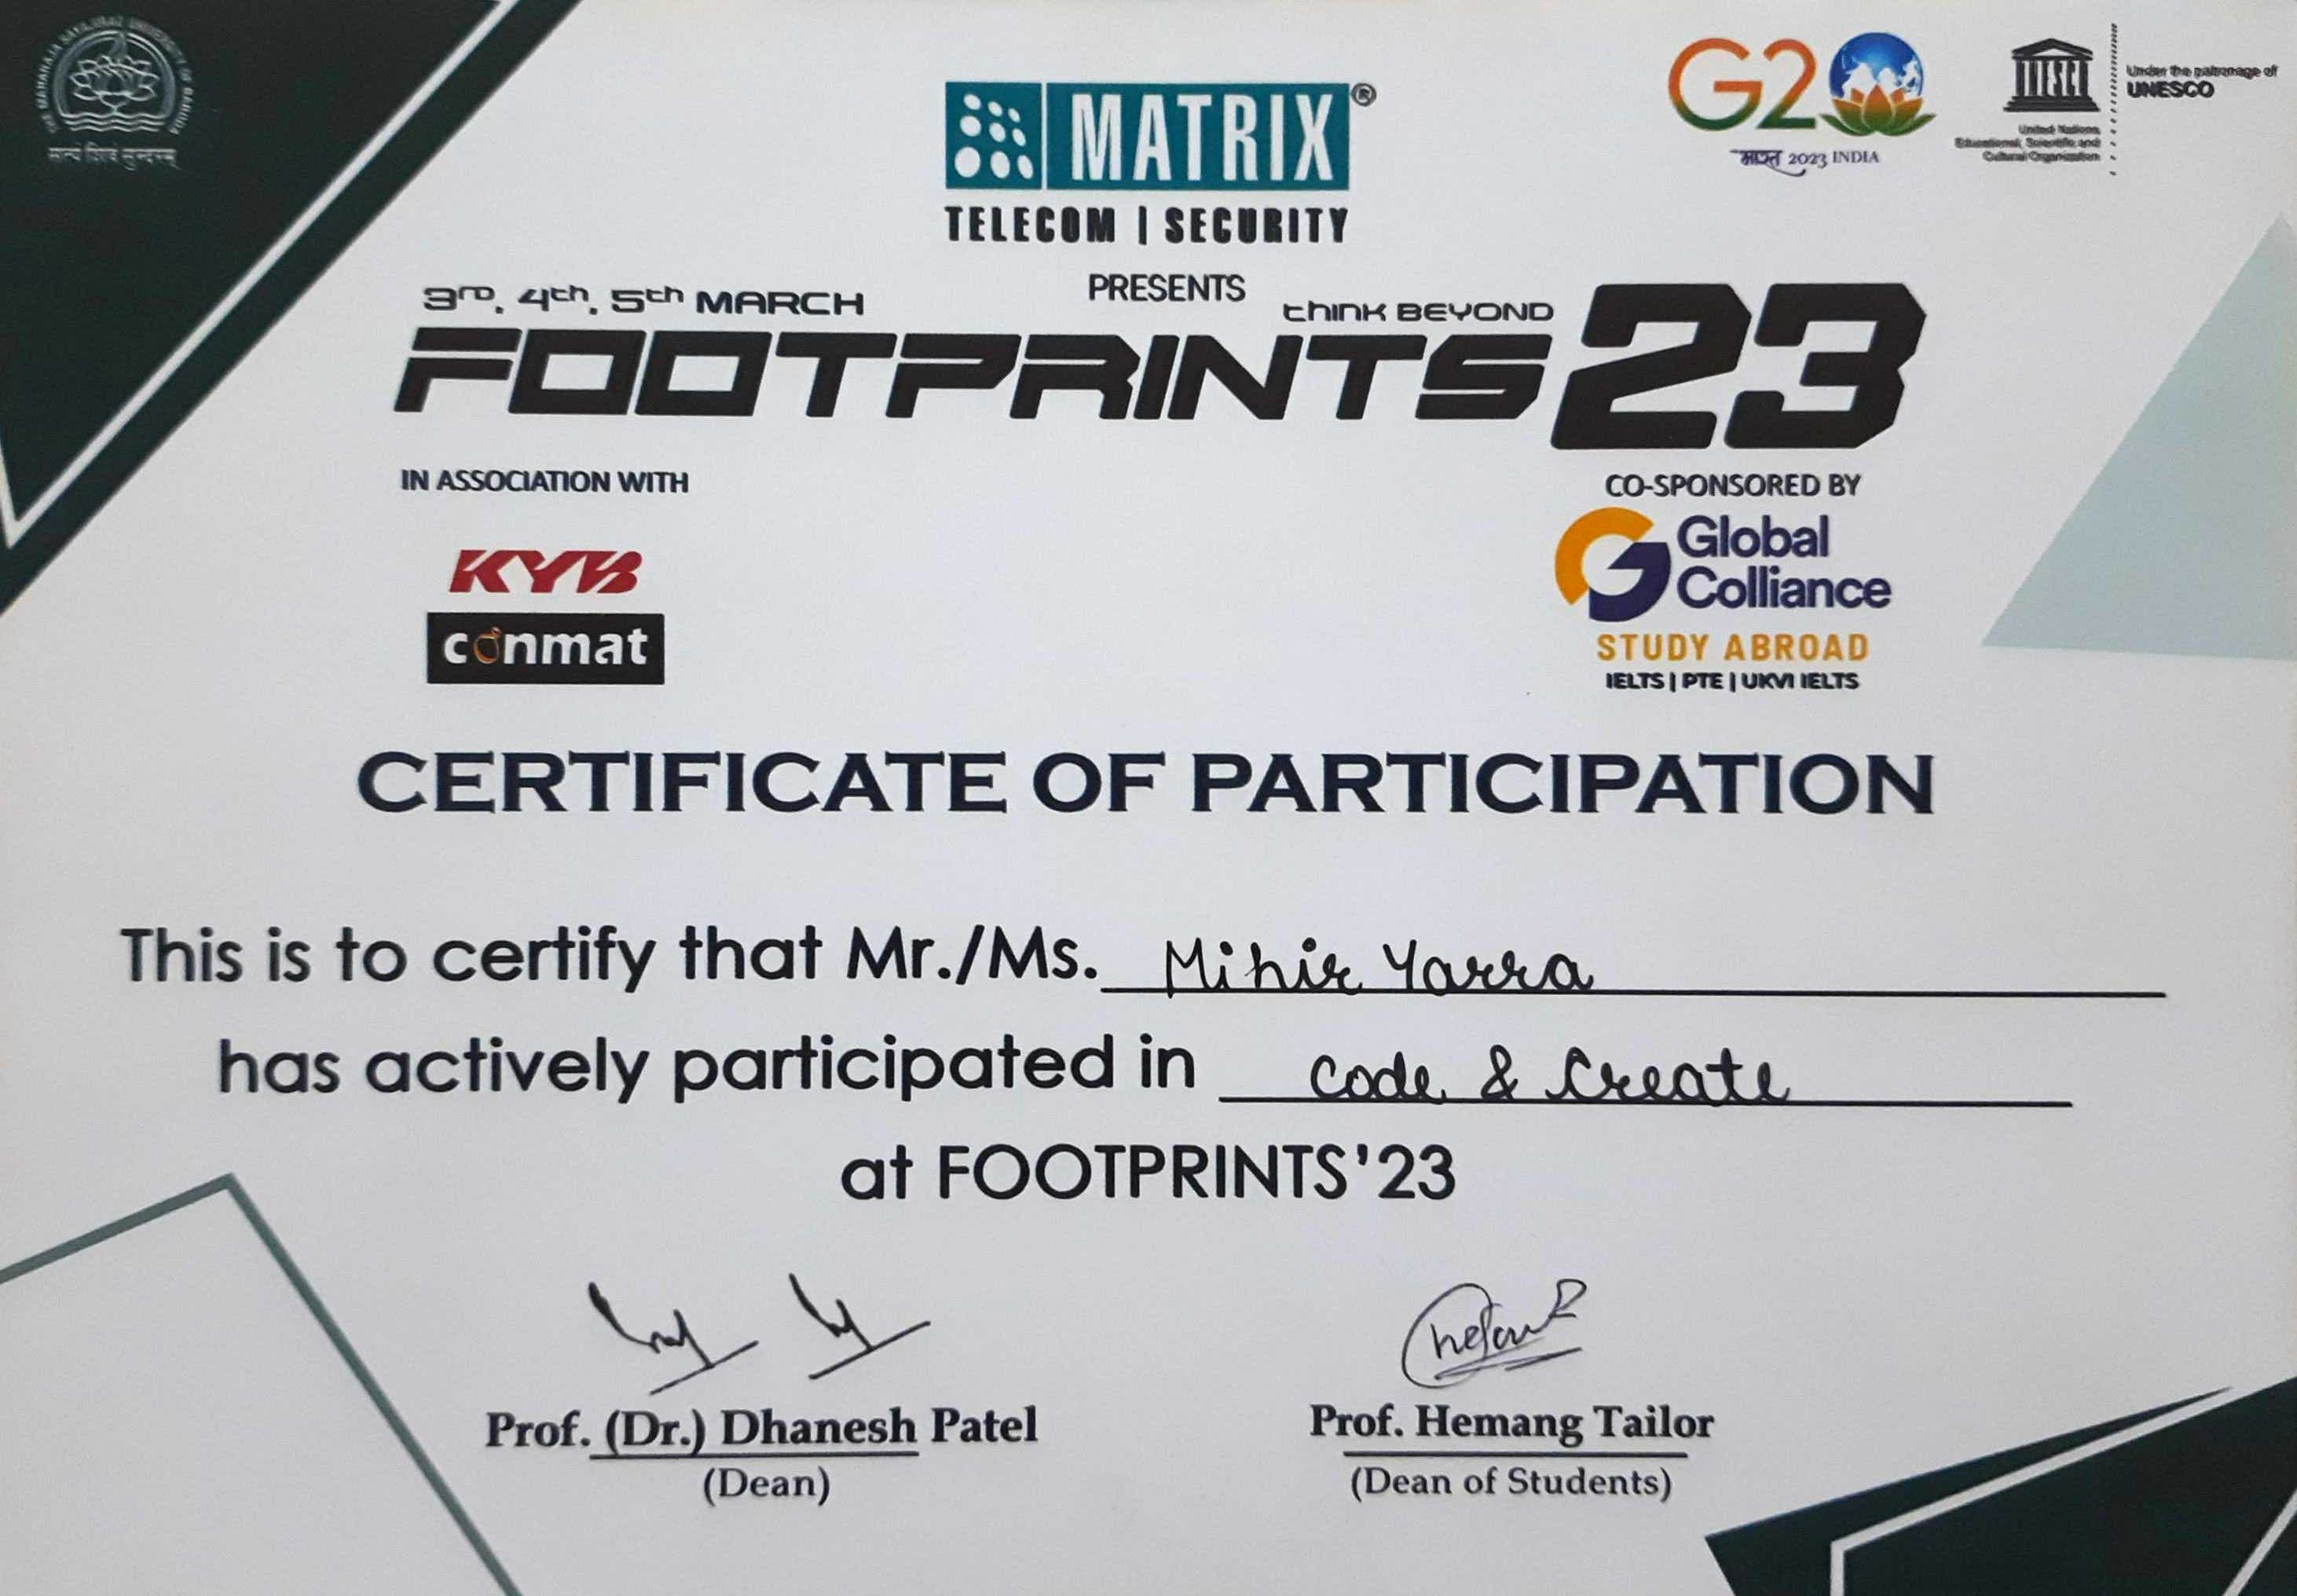 THE MAHARAJA SAYAJIRAO UNIVERSITY OF BARODA
सत्यं शिवं सुन्दरम्
MATRIX®
TELECOM | SECURITY
G20
भारत 2023 INDIA
UNESCO
United Nations
Educational, Scientific and
Cultural Organization
Under the patronage of
UNESCO
PRESENTS
3rd, 4th, 5th MARCH
think BEYOND
FOOTPRINTS 23
IN ASSOCIATION WITH
KYB
conmat
CO-SPONSORED BY
Global
Colliance
STUDY ABROAD
IELTS | PTE | UKVI IELTS
CERTIFICATE OF PARTICIPATION
This is to certify that Mr./Ms. Mihir Yarra
has actively participated in Code & Create
at FOOTPRINTS'23
Prof. (Dr.) Dhanesh Patel
(Dean)
Prof. Hemang Tailor
(Dean of Students)